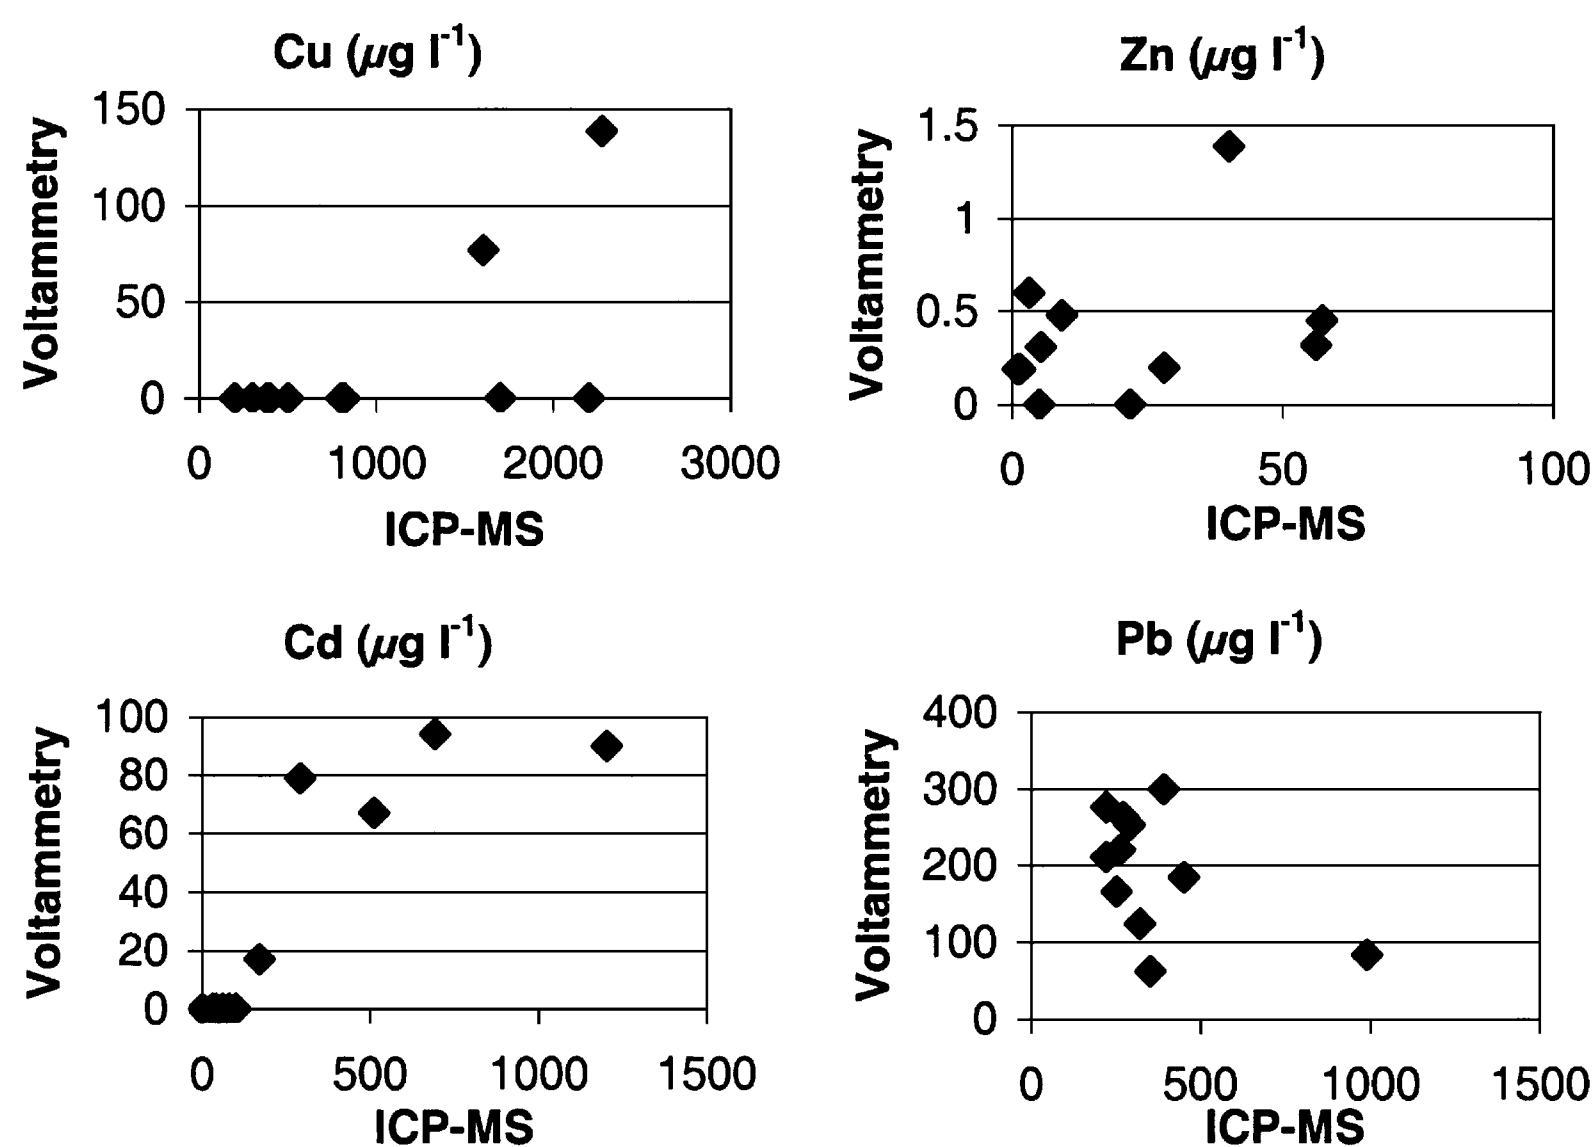 Cu (µg l⁻¹)
Voltammetry
150
100
50
0
0 1000 2000 3000
ICP-MS
Zn (µg l⁻¹)
Voltammetry
1.5
1
0.5
0
0 50 100
ICP-MS
Cd (µg l⁻¹)
Voltammetry
100
80
60
40
20
0
0 500 1000 1500
ICP-MS
Pb (µg l⁻¹)
Voltammetry
400
300
200
100
0
0 500 1000 1500
ICP-MS